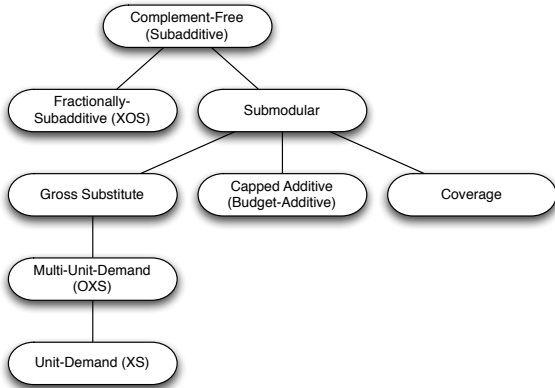 Complement-Free
(Subadditive)
Fractionally-
Subadditive (XOS)
Submodular
Gross Substitute
Capped Additive
(Budget-Additive)
Coverage
Multi-Unit-Demand
(OXS)
Unit-Demand (XS)